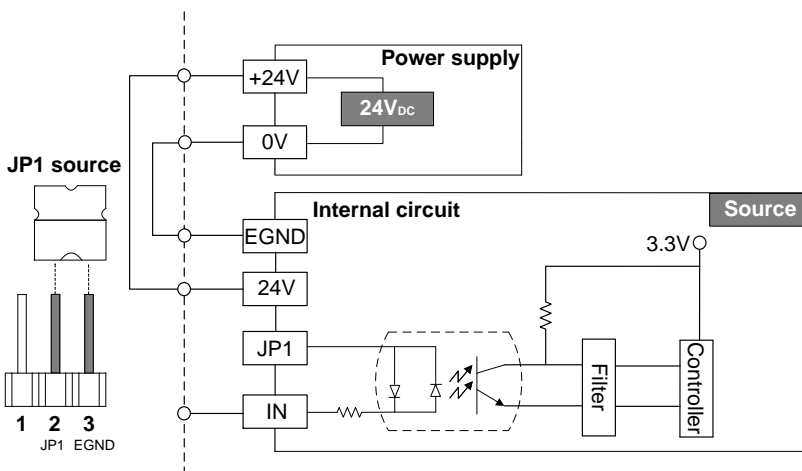 Power supply
+24V
24VDC
0V
JP1 source
Internal circuit
Source
EGND
3.3V
24V
JP1
IN
Filter
Controller
1 2 3
JP1 EGND